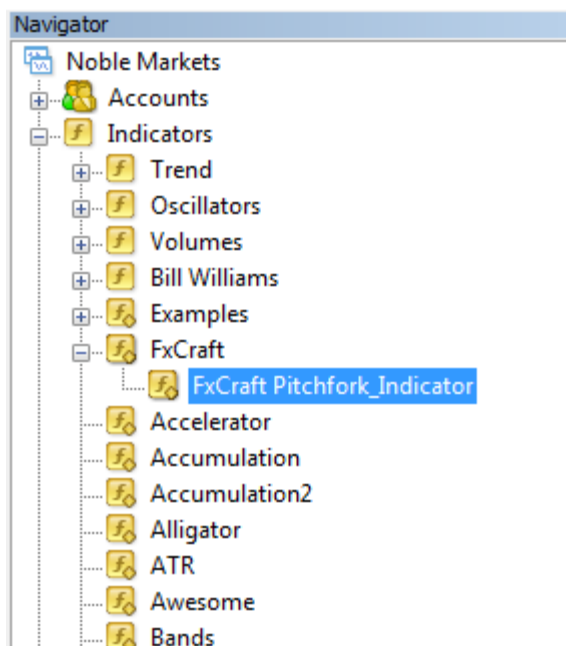 Navigator
Noble Markets
Accounts
Indicators
Trend
Oscillators
Volumes
Bill Williams
Examples
FxCraft
FxCraft Pitchfork_Indicator
Accelerator
Accumulation
Accumulation2
Alligator
ATR
Awesome
Bands